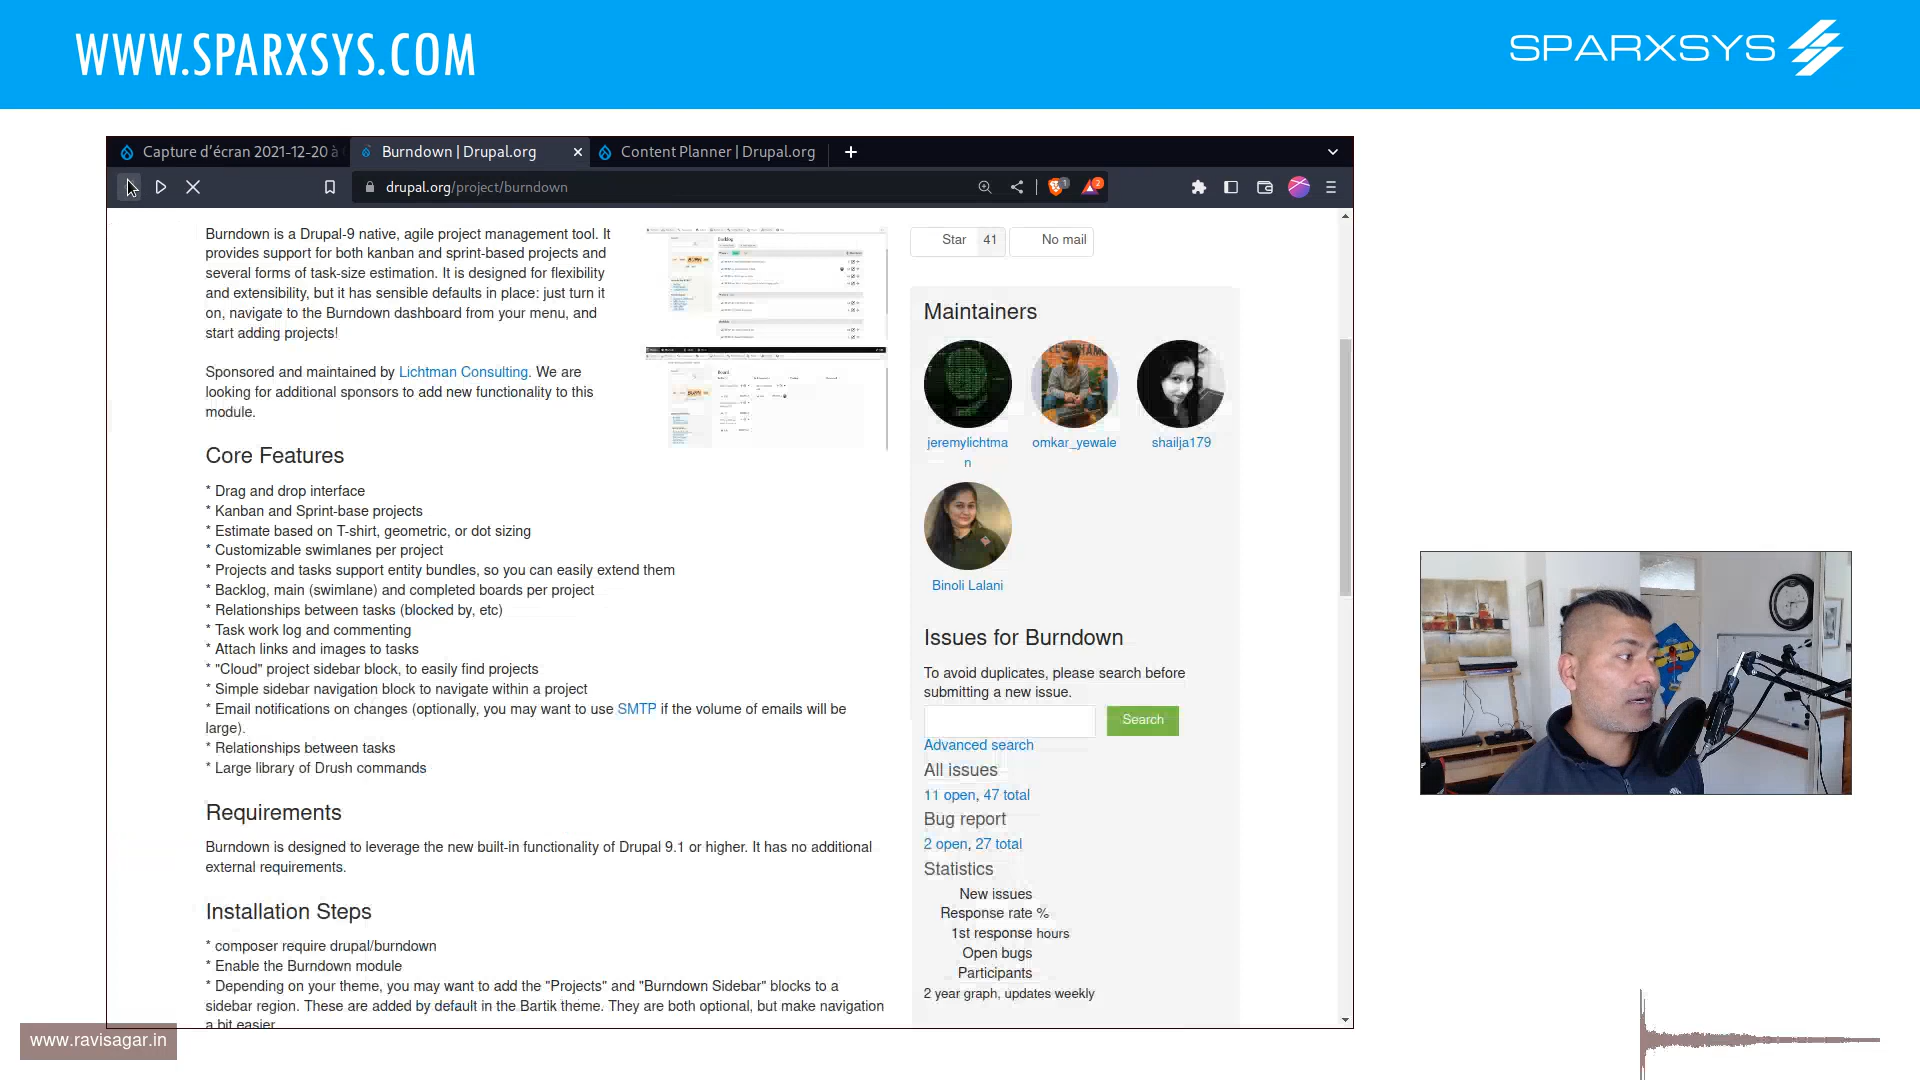 WWW.SPARXSYS.COM
SPARXSYS
Capture d'écran 2021-12-20 à
Burndown | Drupal.org
Content Planner | Drupal.org
drupal.org/project/burndown
1
2
Burndown is a Drupal-9 native, agile project management tool. It
provides support for both kanban and sprint-based projects and
several forms of task-size estimation. It is designed for flexibility
and extensibility, but it has sensible defaults in place: just turn it
on, navigate to the Burndown dashboard from your menu, and
start adding projects!
Sponsored and maintained by Lichtman Consulting. We are
looking for additional sponsors to add new functionality to this
module.
Core Features
* Drag and drop interface
* Kanban and Sprint-base projects
* Estimate based on T-shirt, geometric, or dot sizing
* Customizable swimlanes per project
* Projects and tasks support entity bundles, so you can easily extend them
* Backlog, main (swimlane) and completed boards per project
* Relationships between tasks (blocked by, etc)
* Task work log and commenting
* Attach links and images to tasks
* "Cloud" project sidebar block, to easily find projects
* Simple sidebar navigation block to navigate within a project
* Email notifications on changes (optionally, you may want to use SMTP if the volume of emails will be
large).
* Relationships between tasks
* Large library of Drush commands
Requirements
Burndown is designed to leverage the new built-in functionality of Drupal 9.1 or higher. It has no additional
external requirements.
Installation Steps
* composer require drupal/burndown
* Enable the Burndown module
* Depending on your theme, you may want to add the "Projects" and "Burndown Sidebar" blocks to a
sidebar region. These are added by default in the Bartik theme. They are both optional, but make navigation
a bit easier
Star 41
No mail
Maintainers
jeremylichtma
n
omkar_yewale
shailja179
Binoli Lalani
Issues for Burndown
To avoid duplicates, please search before
submitting a new issue.
Search
Advanced search
All issues
11 open, 47 total
Bug report
2 open, 27 total
Statistics
New issues
Response rate %
1st response hours
Open bugs
Participants
2 year graph, updates weekly
www.ravisagar.in